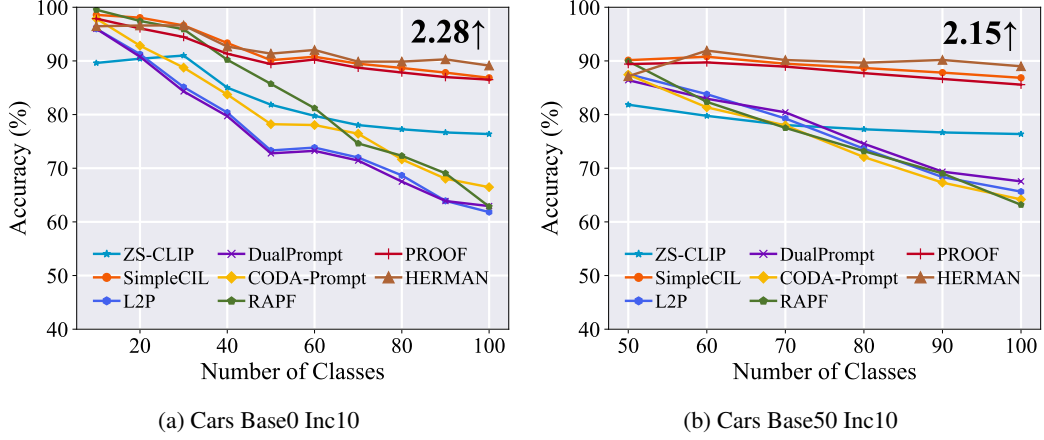 100
90
80
70
60
50
40
Accuracy (%)
2.28↑
ZS-CLIP
SimpleCIL
L2P
DualPrompt
CODA-Prompt
RAPF
PROOF
HERMAN
20 40 60 80 100
Number of Classes
(a) Cars Base0 Inc10
100
90
80
70
60
50
40
Accuracy (%)
2.15↑
ZS-CLIP
SimpleCIL
L2P
DualPrompt
CODA-Prompt
RAPF
PROOF
HERMAN
50 60 70 80 90 100
Number of Classes
(b) Cars Base50 Inc10